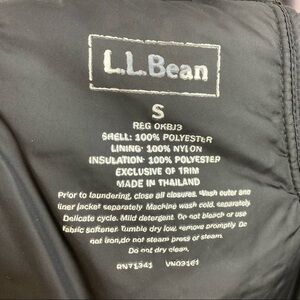 L.L.Bean
S
REG 0KBJ3
SHELL: 100% POLYESTER
LINING: 100% NYLON
INSULATION: 100% POLYESTER
EXCLUSIVE OF TRIM
MADE IN THAILAND
Prior to laundering, close all closures. Wash outer and
liner jacket separately Machine wash cold, separately
Delicate cycle. Mild detergent. Do not bleach or use
fabric softener. Tumble dry low, remove promptly. Do
not iron, do not steam press or steam.
Do not dry clean.
RN71341 VN09161